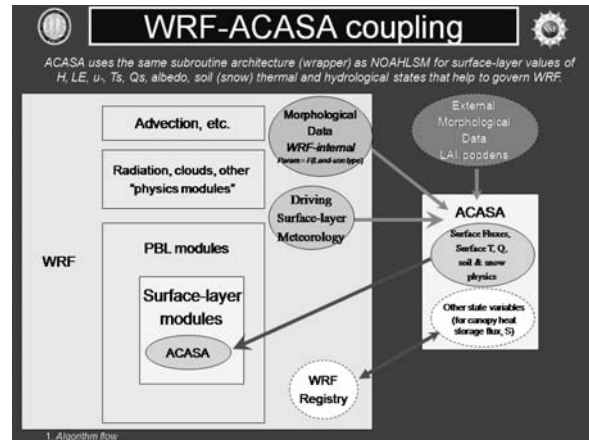 WRF-ACASA coupling
ACASA uses the same subroutine architecture (wrapper) as NOAHLSM for surface-layer values of
H, LE, u-, Ts, Qs, albedo, soil (snow) thermal and hydrological states that help to govern WRF.
Advection, etc.
Radiation, clouds, other
"physics modules"
WRF
PBL modules
Surface-layer
modules
ACASA
Morphological
Data
WRF-internal
Param = f(Land-use type)
Driving
Surface-layer
Meteorology
WRF
Registry
External
Morphological
Data
LAI, popdens
ACASA
Surface Fluxes,
Surface T, Q,
soil & snow
physics
Other state variables
(for canopy heat
storage flux, S)
1. Algorithm flow